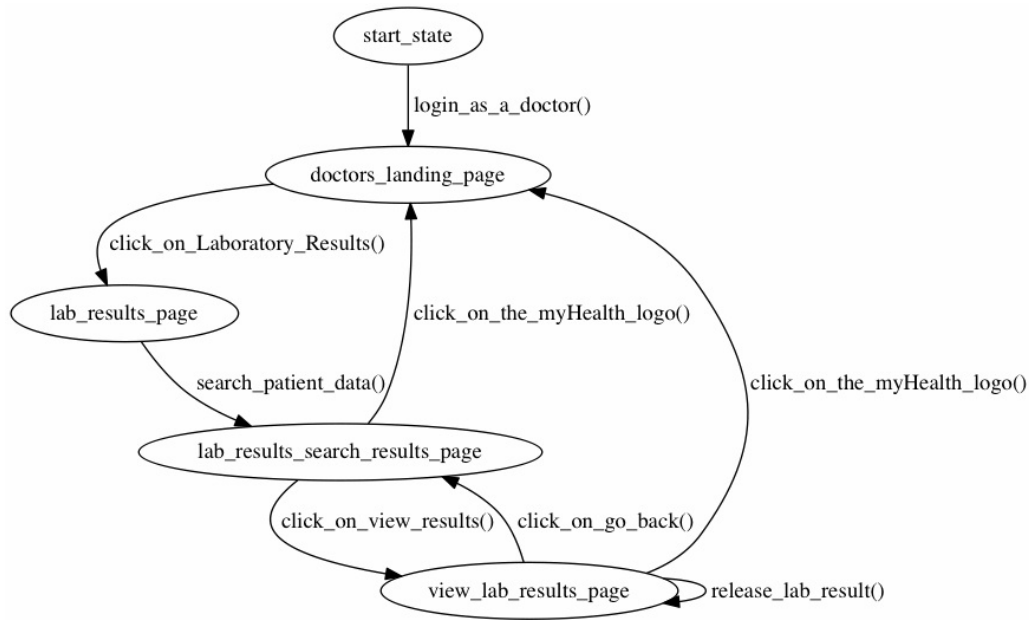 start_state
login_as_a_doctor()
doctors_landing_page
click_on_Laboratory_Results()
lab_results_page
click_on_the_myHealth_logo()
search_patient_data()
click_on_the_myHealth_logo()
lab_results_search_results_page
click_on_view_results()
click_on_go_back()
view_lab_results_page
release_lab_result()